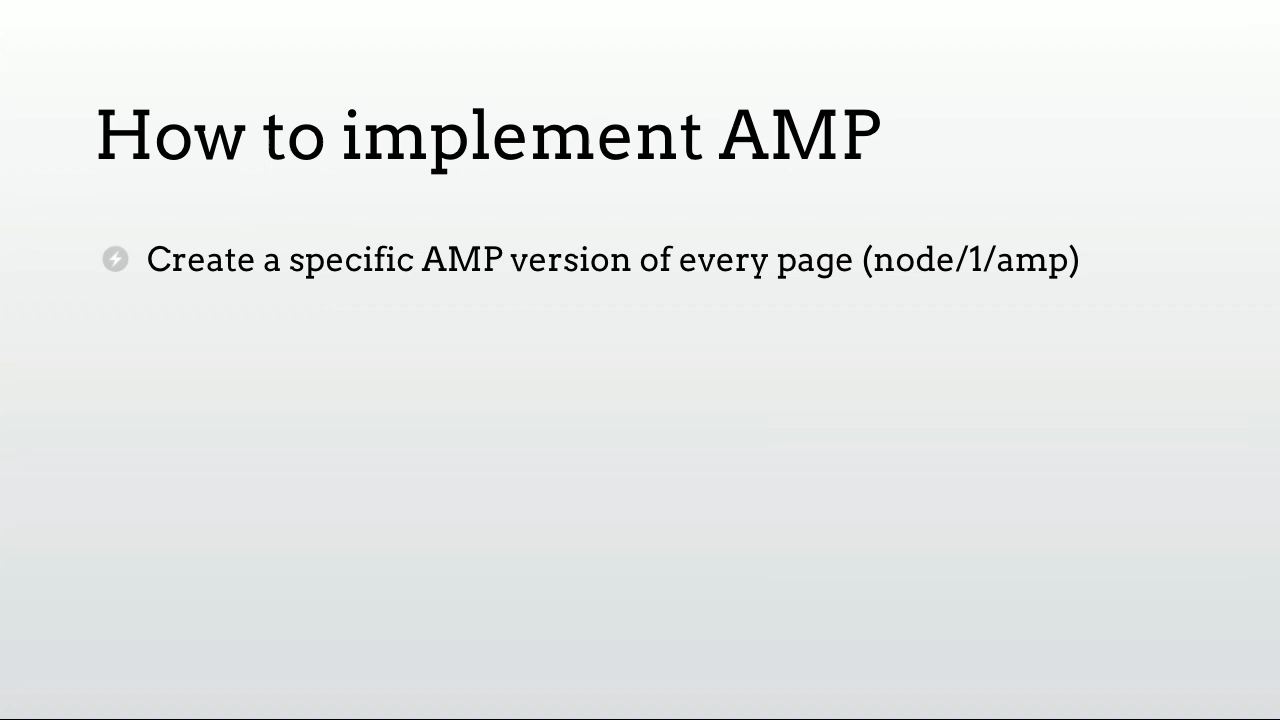 How to implement AMP
Create a specific AMP version of every page (node/1/amp)